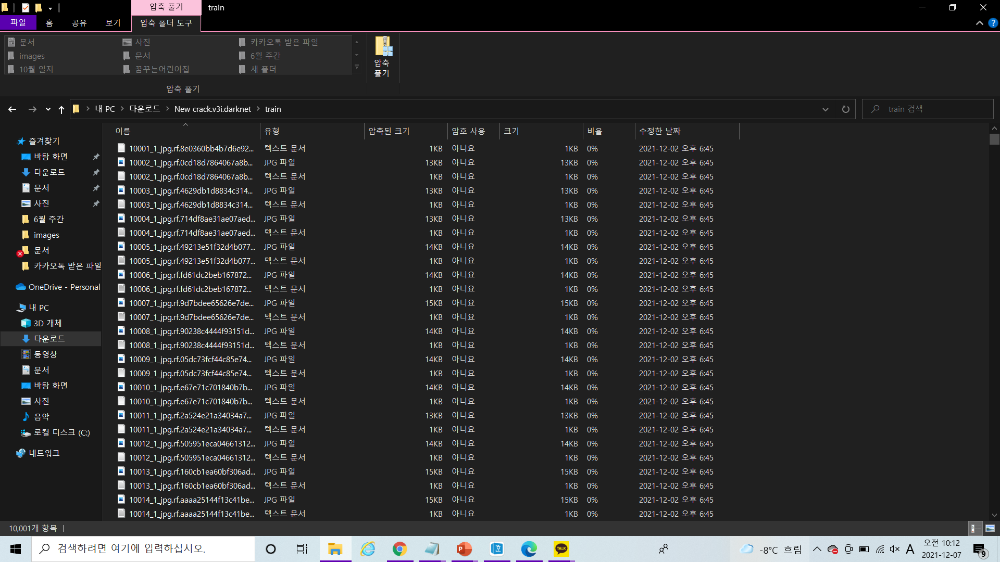 압축 풀기 train
파일 홈 공유 보기 압축 폴더 도구
문서 사진 카카오톡 받은 파일
images 문서 6월 주간
10월 일지 꿈꾸는어린이집 새 폴더
압축 풀기
압축 풀기
내 PC 다운로드 New crack.v3i.darknet train
train 검색
이름 유형 압축된 크기 암호 사용 크기 비율 수정한 날짜
즐겨찾기
바탕 화면
다운로드
문서
사진
6월 주간
images
문서
카카오톡 받은 파일
OneDrive - Personal
내 PC
3D 개체
다운로드
동영상
문서
바탕 화면
사진
음악
로컬 디스크 (C:)
네트워크
10001_1_jpg.rf.8e0360bb4b7d6e92... 텍스트 문서 1KB 아니요 1KB 0% 2021-12-02 오후 6:45
10002_1_jpg.rf.0cd18d7864067a8b... JPG 파일 13KB 아니요 13KB 0% 2021-12-02 오후 6:45
10002_1_jpg.rf.0cd18d7864067a8b... 텍스트 문서 1KB 아니요 1KB 0% 2021-12-02 오후 6:45
10003_1_jpg.rf.4629db1d8834c314... JPG 파일 13KB 아니요 13KB 0% 2021-12-02 오후 6:45
10003_1_jpg.rf.4629db1d8834c314... 텍스트 문서 1KB 아니요 1KB 0% 2021-12-02 오후 6:45
10004_1_jpg.rf.714df8ae31ae07aed... JPG 파일 13KB 아니요 13KB 0% 2021-12-02 오후 6:45
10004_1_jpg.rf.714df8ae31ae07aed... 텍스트 문서 1KB 아니요 1KB 0% 2021-12-02 오후 6:45
10005_1_jpg.rf.49213e51f32d4b077... JPG 파일 14KB 아니요 14KB 0% 2021-12-02 오후 6:45
10005_1_jpg.rf.49213e51f32d4b077... 텍스트 문서 1KB 아니요 1KB 0% 2021-12-02 오후 6:45
10006_1_jpg.rf.fd61dc2beb167872... JPG 파일 14KB 아니요 14KB 0% 2021-12-02 오후 6:45
10006_1_jpg.rf.fd61dc2beb167872... 텍스트 문서 1KB 아니요 1KB 0% 2021-12-02 오후 6:45
10007_1_jpg.rf.9d7bdee65626e7de... JPG 파일 15KB 아니요 15KB 0% 2021-12-02 오후 6:45
10007_1_jpg.rf.9d7bdee65626e7de... 텍스트 문서 1KB 아니요 1KB 0% 2021-12-02 오후 6:45
10008_1_jpg.rf.90238c4444f93151d... JPG 파일 14KB 아니요 14KB 0% 2021-12-02 오후 6:45
10008_1_jpg.rf.90238c4444f93151d... 텍스트 문서 1KB 아니요 1KB 0% 2021-12-02 오후 6:45
10009_1_jpg.rf.05dc73fcf44c85e74... JPG 파일 14KB 아니요 14KB 0% 2021-12-02 오후 6:45
10009_1_jpg.rf.05dc73fcf44c85e74... 텍스트 문서 1KB 아니요 1KB 0% 2021-12-02 오후 6:45
10010_1_jpg.rf.e67e71c701840b7b... JPG 파일 14KB 아니요 14KB 0% 2021-12-02 오후 6:45
10010_1_jpg.rf.e67e71c701840b7b... 텍스트 문서 1KB 아니요 1KB 0% 2021-12-02 오후 6:45
10011_1_jpg.rf.2a524e21a34034a7... JPG 파일 13KB 아니요 13KB 0% 2021-12-02 오후 6:45
10011_1_jpg.rf.2a524e21a34034a7... 텍스트 문서 1KB 아니요 1KB 0% 2021-12-02 오후 6:45
10012_1_jpg.rf.505951eca04661312... JPG 파일 14KB 아니요 14KB 0% 2021-12-02 오후 6:45
10012_1_jpg.rf.505951eca04661312... 텍스트 문서 1KB 아니요 1KB 0% 2021-12-02 오후 6:45
10013_1_jpg.rf.160cb1ea60bf306ad... JPG 파일 15KB 아니요 15KB 0% 2021-12-02 오후 6:45
10013_1_jpg.rf.160cb1ea60bf306ad... 텍스트 문서 1KB 아니요 1KB 0% 2021-12-02 오후 6:45
10014_1_jpg.rf.aaaa25144f13c41be... JPG 파일 15KB 아니요 15KB 0% 2021-12-02 오후 6:45
10014_1_jpg.rf.aaaa25144f13c41be... 텍스트 문서 1KB 아니요 1KB 0% 2021-12-02 오후 6:45
10,001개 항목
검색하려면 여기에 입력하십시오.
TALK
-8°C 흐림
A
오전 10:12
2021-12-07
9